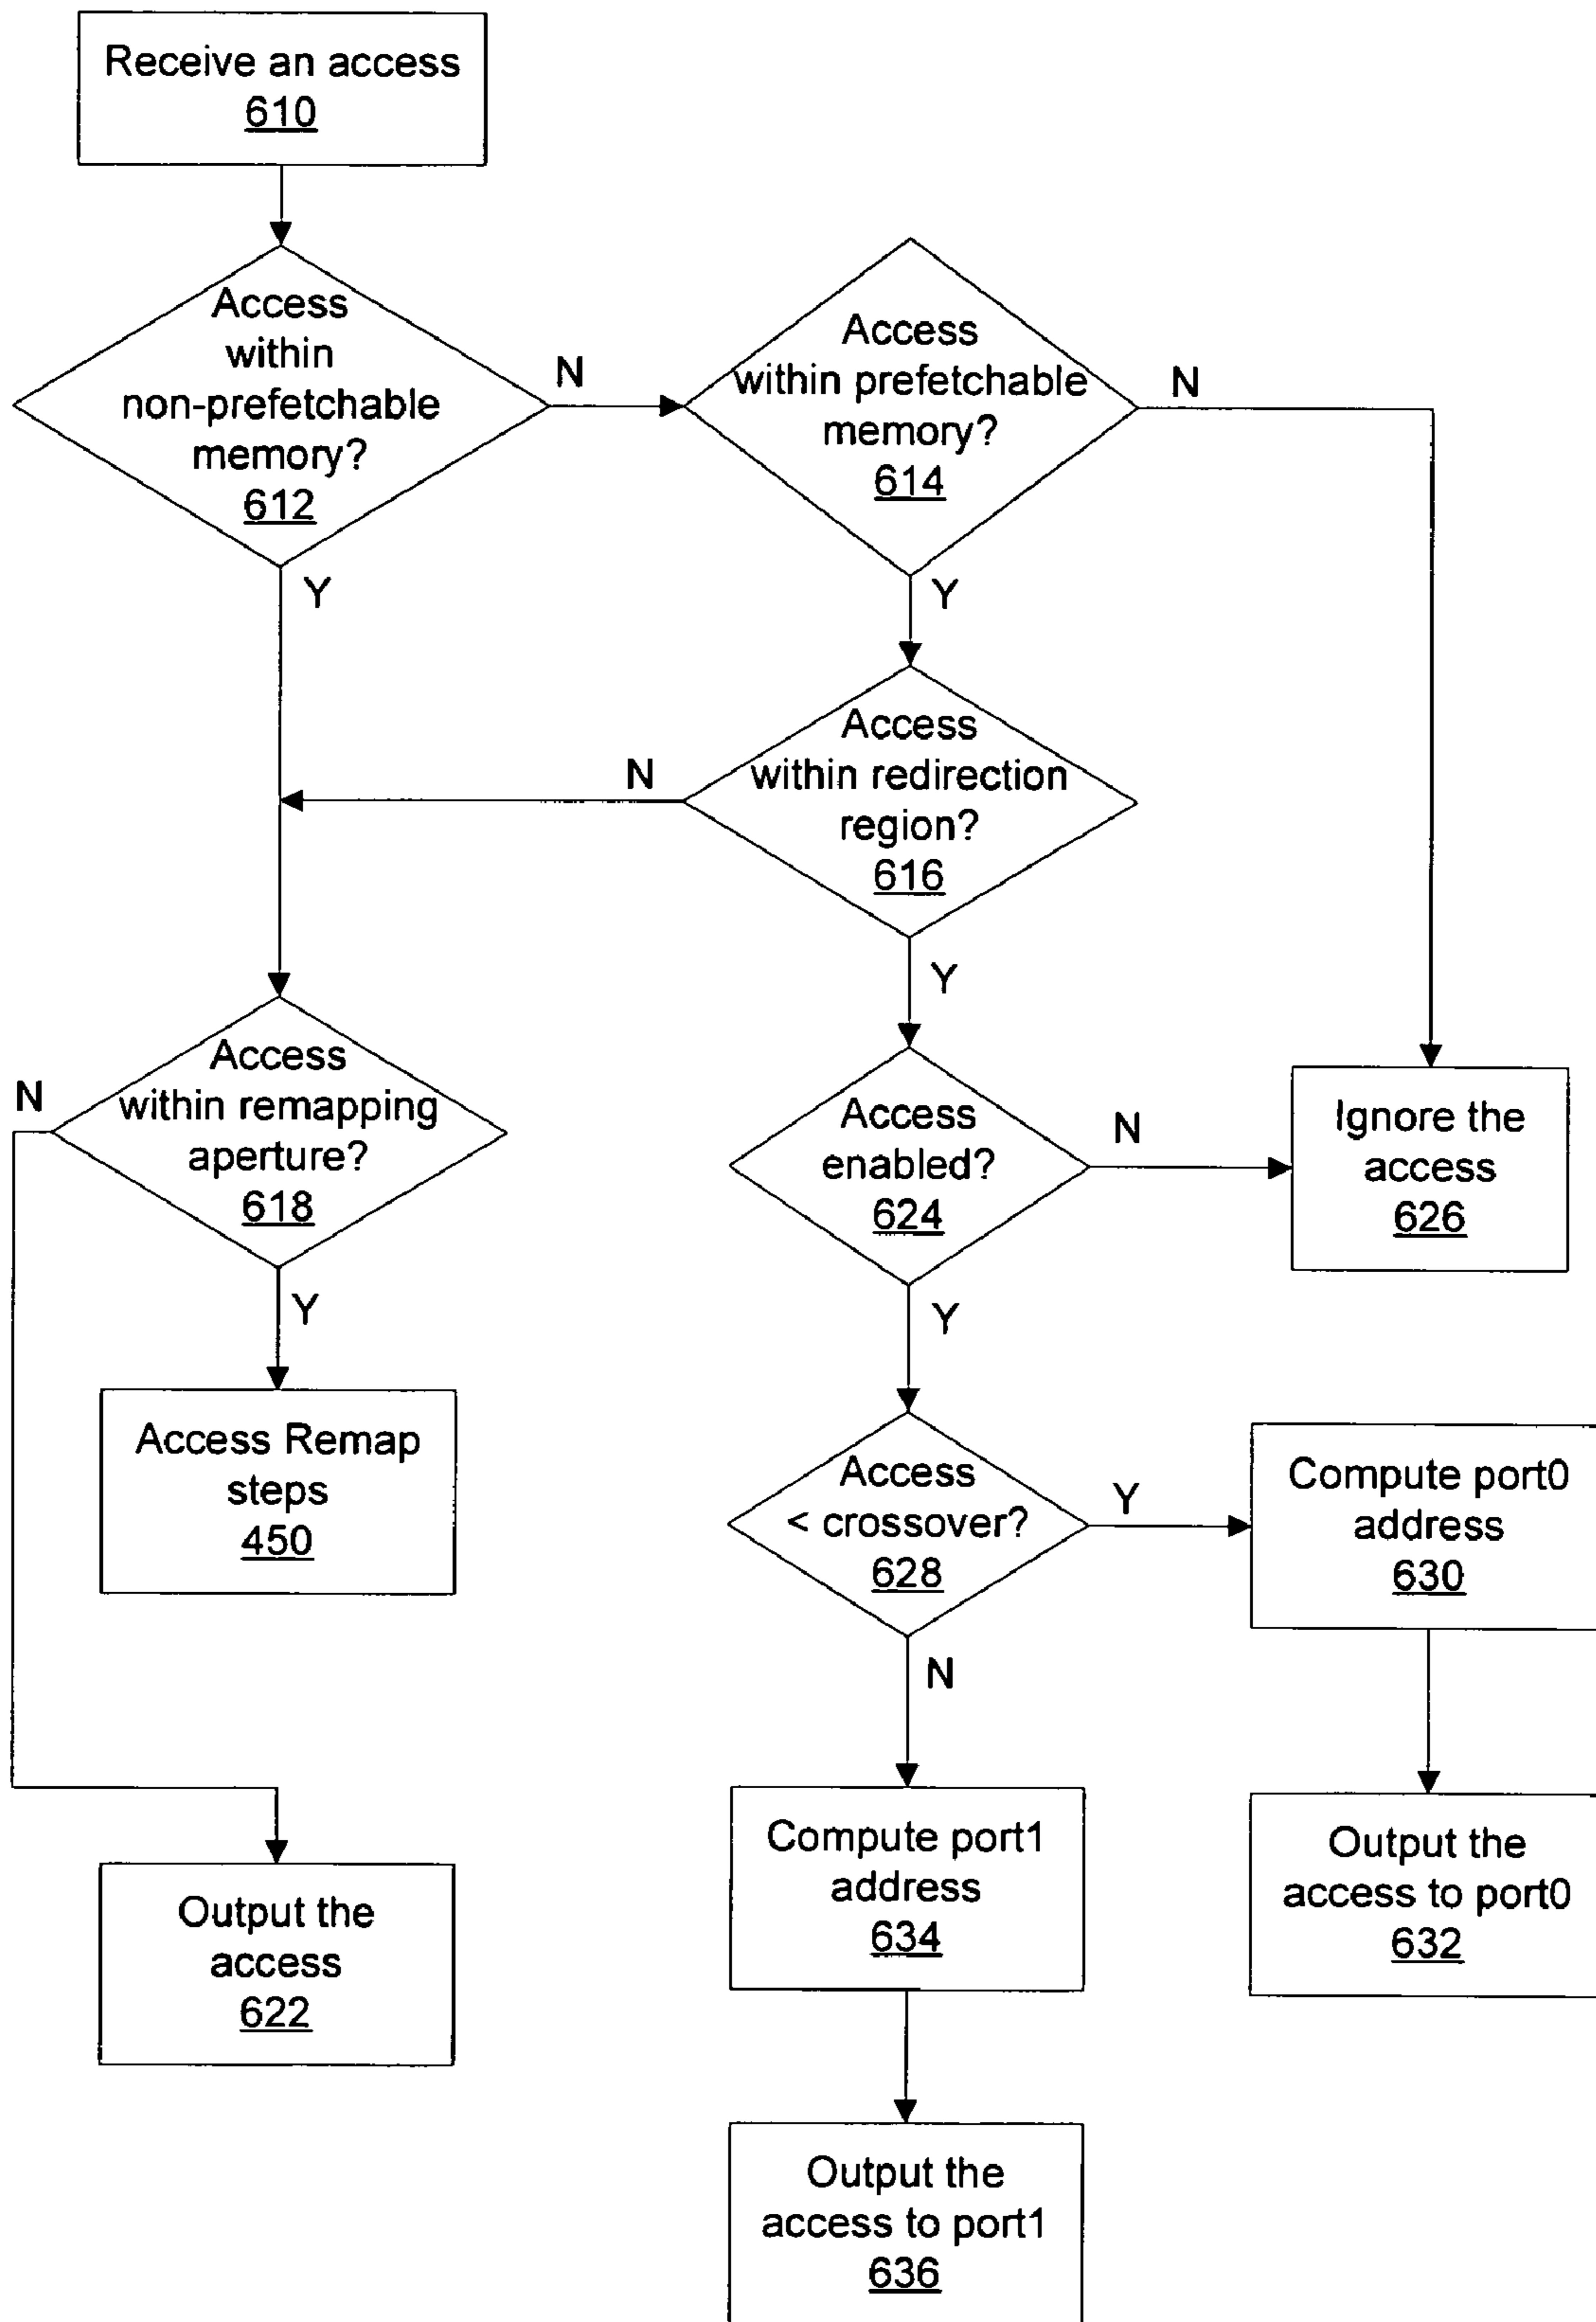 Receive an access
610
Access
within
non-prefetchable
memory?
612
N
Access
within prefetchable
memory?
614
N
Y
Y
Access
within redirection
region?
616
N
Y
Access
within remapping
aperture?
618
N
Y
Access
enabled?
624
N
Ignore the
access
626
Y
Access Remap
steps
450
Access
< crossover?
628
Y
Compute port0
address
630
N
Output the
access
622
Compute port1
address
634
Output the
access to port0
632
Output the
access to port1
636